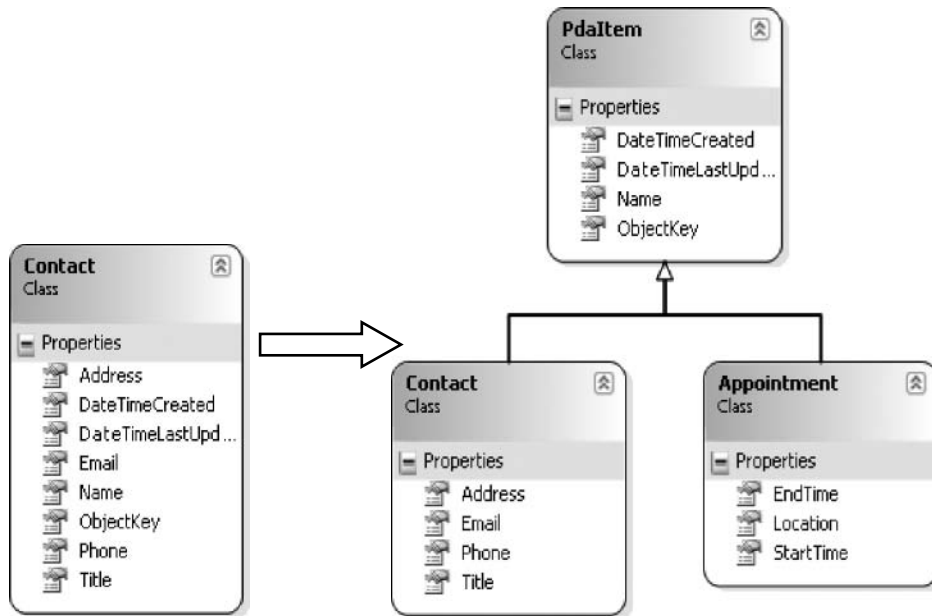 PdaItem
Class
Properties
DateTimeCreated
DateTimeLastUpd...
Name
ObjectKey
Contact
Class
Properties
Address
DateTimeCreated
DateTimeLastUpd...
Email
Name
ObjectKey
Phone
Title
Contact
Class
Properties
Address
Email
Phone
Title
Appointment
Class
Properties
EndTime
Location
StartTime